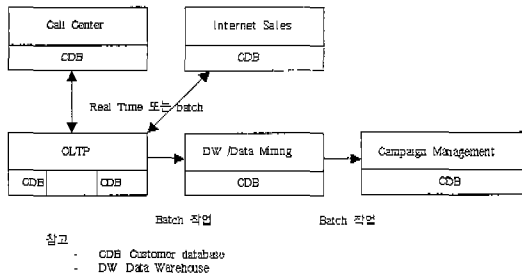 Call Center
Internet Sales
CDB
CDB
Real Time 또는 batch
OLTP
DW /Data Mining
Campaign Management
CDB
CDB
CDB
CDB
Batch 작업
Batch 작업
참고
- CDB Customer database
- DW Data Warehouse